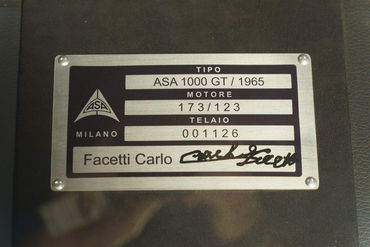 TIPO
ASA 1000 GT / 1965
MOTORE
173/123
ASA
TELAIO
MILANO
001126
Facetti Carlo